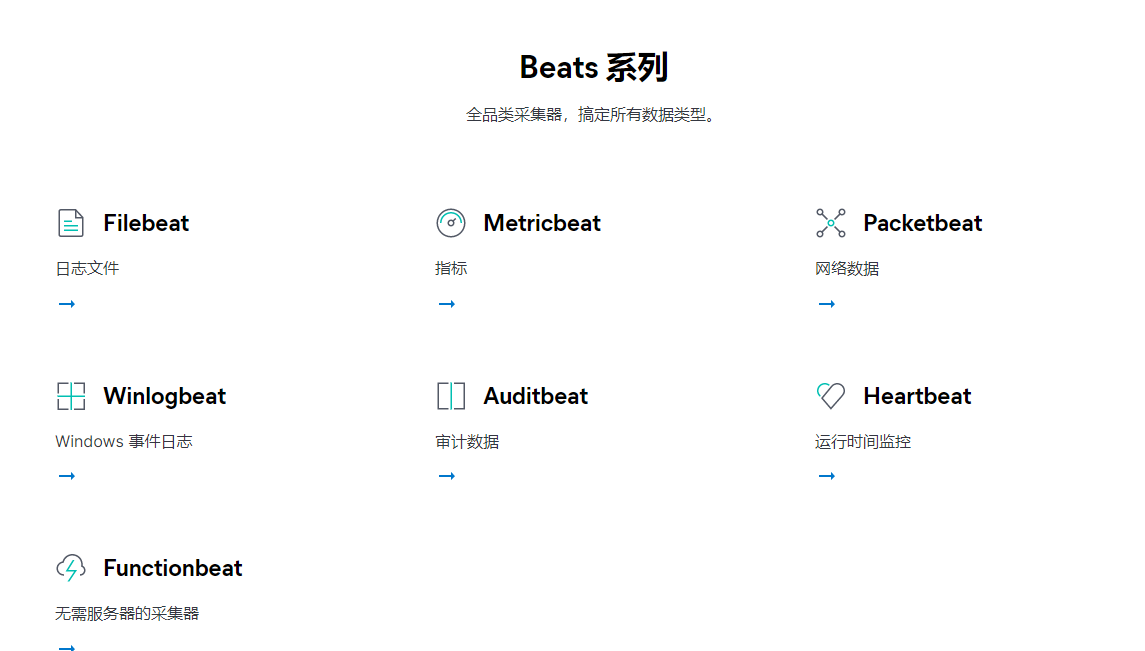 Beats 系列
全品类采集器，搞定所有数据类型。
Filebeat
日志文件
Metricbeat
指标
Packetbeat
网络数据
Winlogbeat
Windows 事件日志
Auditbeat
审计数据
Heartbeat
运行时间监控
Functionbeat
无需服务器的采集器